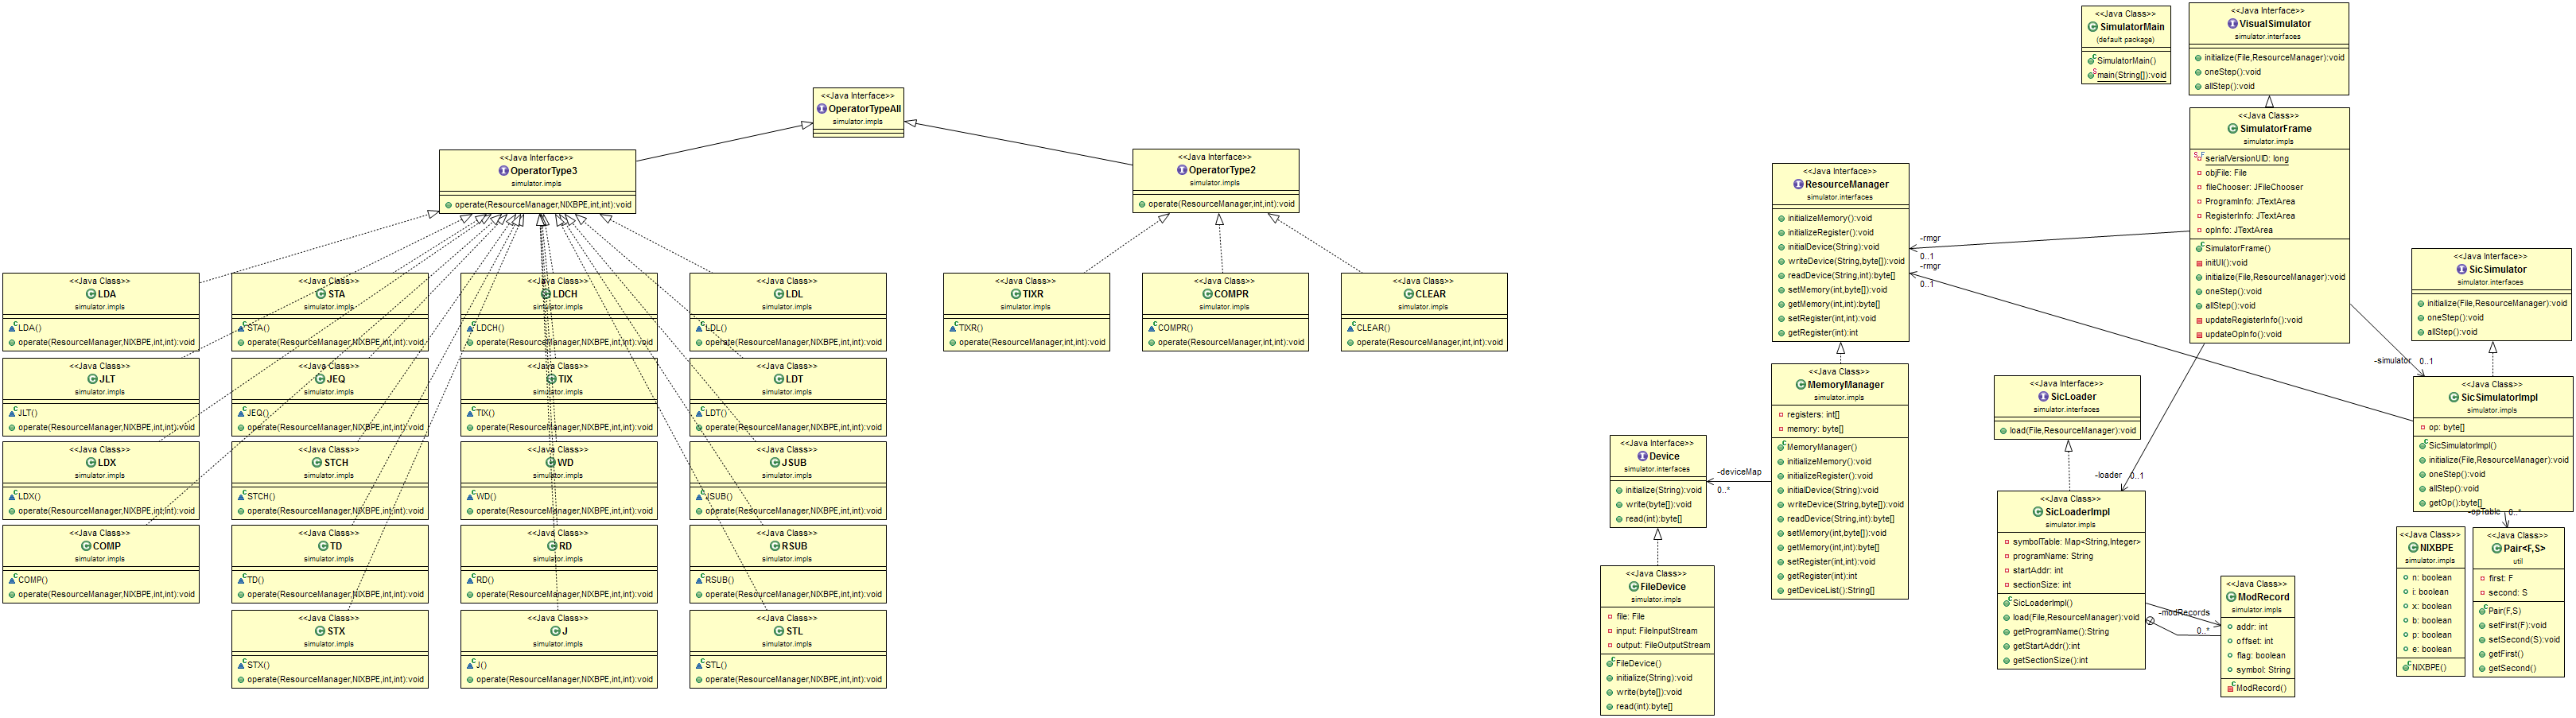 <<Java Interface>>
OperatorTypeAll
simulator.impls
<<Java Interface>>
OperatorType3
simulator.impls
operate(ResourceManager,NIXBPE,int,int):void
<<Java Interface>>
OperatorType2
simulator.impls
operate(ResourceManager,int,int):void
<<Java Class>>
LDA
simulator.impls
LDA()
operate(ResourceManager,NIXBPE,int,int):void
<<Java Class>>
STA
simulator.impls
STA()
operate(ResourceManager,NIXBPE,int,int):void
<<Java Class>>
LDCH
simulator.impls
LDCH()
operate(ResourceManager,NIXBPE,int,int):void
<<Java Class>>
LDL
simulator.impls
LDL()
operate(ResourceManager,NIXBPE,int,int):void
<<Java Class>>
TIXR
simulator.impls
TIXR()
operate(ResourceManager,int,int):void
<<Java Class>>
COMPR
simulator.impls
COMPR()
operate(ResourceManager,int,int):void
<<Java Class>>
CLEAR
simulator.impls
CLEAR()
operate(ResourceManager,int,int):void
<<Java Class>>
JLT
simulator.impls
JLT()
operate(ResourceManager,NIXBPE,int,int):void
<<Java Class>>
JEQ
simulator.impls
JEQ()
operate(ResourceManager,NIXBPE,int,int):void
<<Java Class>>
TIX
simulator.impls
TIX()
operate(ResourceManager,NIXBPE,int,int):void
<<Java Class>>
LDT
simulator.impls
LDT()
operate(ResourceManager,NIXBPE,int,int):void
<<Java Class>>
LDX
simulator.impls
LDX()
operate(ResourceManager,NIXBPE,int,int):void
<<Java Class>>
STCH
simulator.impls
STCH()
operate(ResourceManager,NIXBPE,int,int):void
<<Java Class>>
WD
simulator.impls
WD()
operate(ResourceManager,NIXBPE,int,int):void
<<Java Class>>
JSUB
simulator.impls
JSUB()
operate(ResourceManager,NIXBPE,int,int):void
<<Java Class>>
COMP
simulator.impls
COMP()
operate(ResourceManager,NIXBPE,int,int):void
<<Java Class>>
TD
simulator.impls
TD()
operate(ResourceManager,NIXBPE,int,int):void
<<Java Class>>
RD
simulator.impls
RD()
operate(ResourceManager,NIXBPE,int,int):void
<<Java Class>>
RSUB
simulator.impls
RSUB()
operate(ResourceManager,NIXBPE,int,int):void
<<Java Class>>
STX
simulator.impls
STX()
operate(ResourceManager,NIXBPE,int,int):void
<<Java Class>>
J
simulator.impls
J()
operate(ResourceManager,NIXBPE,int,int):void
<<Java Class>>
STL
simulator.impls
STL()
operate(ResourceManager,NIXBPE,int,int):void
<<Java Class>>
SimulatorMain
(default package)
SimulatorMain()
main(String[]):void
<<Java Interface>>
VisualSimulator
simulator.interfaces
initialize(File,ResourceManager):void
oneStep():void
allStep():void
<<Java Class>>
SimulatorFrame
simulator.impls
serialVersionUID: long
objFile: File
fileChooser: JFileChooser
ProgramInfo: JTextArea
RegisterInfo: JTextArea
opInfo: JTextArea
SimulatorFrame()
initUI():void
initialize(File,ResourceManager):void
oneStep():void
allStep():void
updateRegisterInfo():void
updateOpInfo():void
<<Java Interface>>
ResourceManager
simulator.interfaces
initializeMemory():void
initializeRegister():void
initialDevice(String):void
writeDevice(String,byte[]):void
readDevice(String,int):byte[]
setMemory(int,byte[]):void
getMemory(int,int):byte[]
setRegister(int,int):void
getRegister(int):int
-rmgr
0..1
-rmgr
0..1
<<Java Class>>
MemoryManager
simulator.impls
registers: int[]
memory: byte[]
MemoryManager()
initializeMemory():void
initializeRegister():void
initialDevice(String):void
writeDevice(String,byte[]):void
readDevice(String,int):byte[]
setMemory(int,byte[]):void
getMemory(int,int):byte[]
setRegister(int,int):void
getRegister(int):int
getDeviceList():String[]
-deviceMap
0..*
<<Java Interface>>
Device
simulator.interfaces
initialize(String):void
write(byte[]):void
read(int):byte[]
<<Java Class>>
FileDevice
simulator.impls
file: File
input: FileInputStream
output: FileOutputStream
FileDevice()
initialize(String):void
write(byte[]):void
read(int):byte[]
<<Java Interface>>
SicLoader
simulator.interfaces
load(File,ResourceManager):void
-loader
0..1
<<Java Class>>
SicLoaderImpl
simulator.impls
symbolTable: Map<String,Integer>
programName: String
startAddr: int
sectionSize: int
SicLoaderImpl()
load(File,ResourceManager):void
getProgramName():String
getStartAddr():int
getSectionSize():int
-modRecords
0..*
<<Java Class>>
ModRecord
simulator.impls
addr: int
offset: int
flag: boolean
symbol: String
ModRecord()
<<Java Interface>>
SicSimulator
simulator.interfaces
initialize(File,ResourceManager):void
oneStep():void
allStep():void
-simulator
0..1
<<Java Class>>
SicSimulatorImpl
simulator.impls
op: byte[]
SicSimulatorImpl()
initialize(File,ResourceManager):void
oneStep():void
allStep():void
getOp():byte[]
-opTable
0..*
<<Java Class>>
NIXBPE
simulator.impls
n: boolean
i: boolean
x: boolean
b: boolean
p: boolean
e: boolean
NIXBPE()
<<Java Class>>
Pair<F,S>
util
first: F
second: S
Pair(F,S)
setFirst(F):void
setSecond(S):void
getFirst()
getSecond()